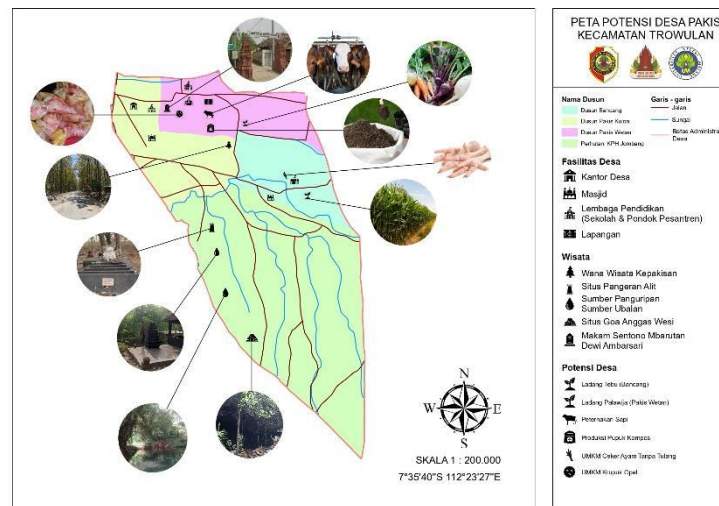 PETA POTENSI DESA PAKIS
KECAMATAN TROWULAN
Nama Dusun
Dusun Bancang
Dusun Pakis Kulon
Dusun Pakis Wetan
Perhutani KPH Jombang
Garis - garis
Jalan
Sungai
Batas Administrasi
Desa
Fasilitas Desa
Kantor Desa
Masjid
Lembaga Pendidikan
(Sekolah & Pondok Pesantren)
Lapangan
Wisata
Wana Wisata Kapakisan
Situs Pangeran Alit
Sumber Panguripan
Sumber Ubalan
Situs Goa Anggas Wesi
Makam Sentono Mbarutan
Dewi Ambarsari
Potensi Desa
Ladang Tebu (Bancang)
Ladang Palawija (Pakis Wetan)
Peternakan Sapi
Produksi Pupuk Kompos
UMKM Ceker Ayam Tanpa Tulang
UMKM Krupuk Opel
N
W
E
S
SKALA 1 : 200.000
7°35'40"S 112°23'27"E